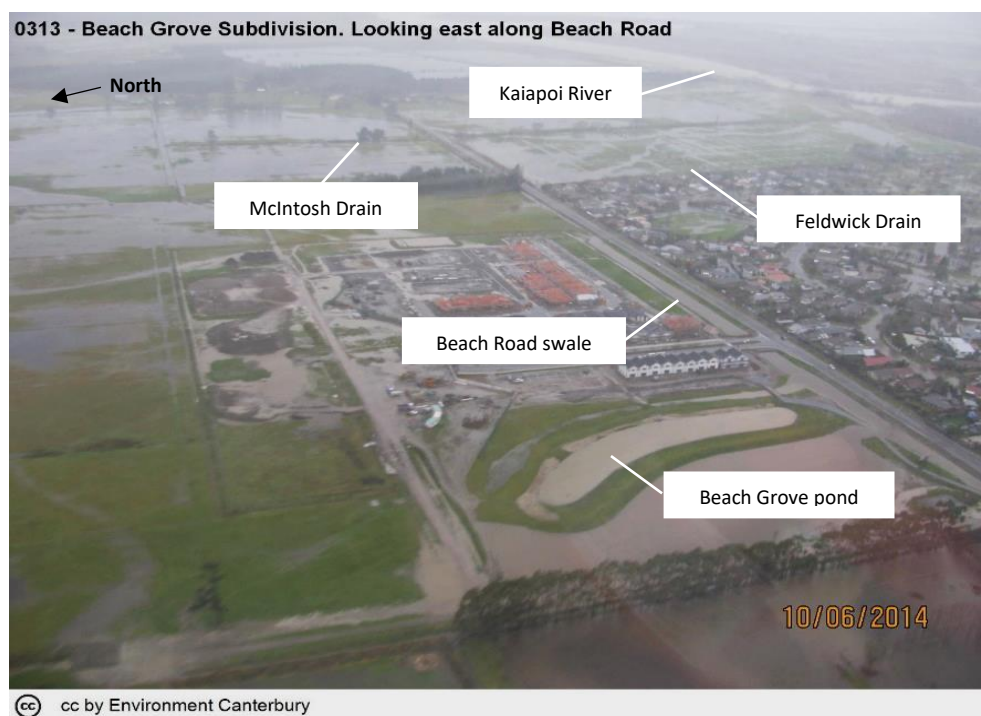 0313 - Beach Grove Subdivision. Looking east along Beach Road
North
Kaiapoi River
McIntosh Drain
Feldwick Drain
Beach Road swale
Beach Grove pond
10/06/2014
cc cc by Environment Canterbury